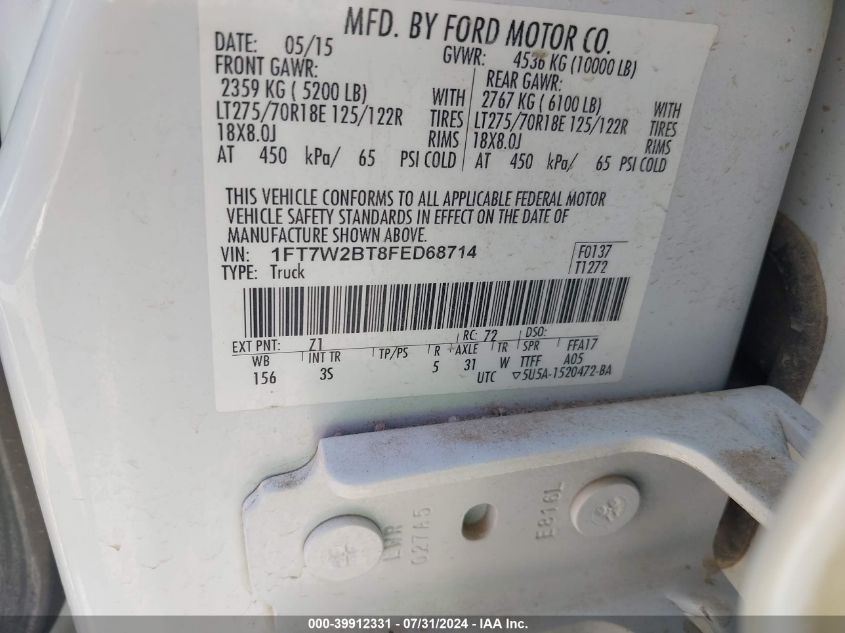 MFD. BY FORD MOTOR CO.
DATE: 05/15 GVWR: 4536 KG (10000 LB)
FRONT GAWR: REAR GAWR:
2359 KG ( 5200 LB) WITH 2767 KG ( 6100 LB) WITH
LT275/70R18E 125/122R TIRES LT275/70R18E 125/122R TIRES
18X8.0J RIMS 18X8.0J RIMS
AT 450 kPa/ 65 PSI COLD AT 450 kPa/ 65 PSI COLD
THIS VEHICLE CONFORMS TO ALL APPLICABLE FEDERAL MOTOR
VEHICLE SAFETY STANDARDS IN EFFECT ON THE DATE OF
MANUFACTURE SHOWN ABOVE.
VIN: 1FT7W2BT8FED68714 F0137
TYPE: Truck T1272
EXT PNT: Z1 RC: 72 DSO:
WB INT TR TP/PS R AXLE TR SPR FFA17
156 3S 5 31 W TTFF A05
UTC ▽5U5A-1520472-BA
LWR
027A5
E816L
000-39912331 - 07/31/2024 - IAA Inc.